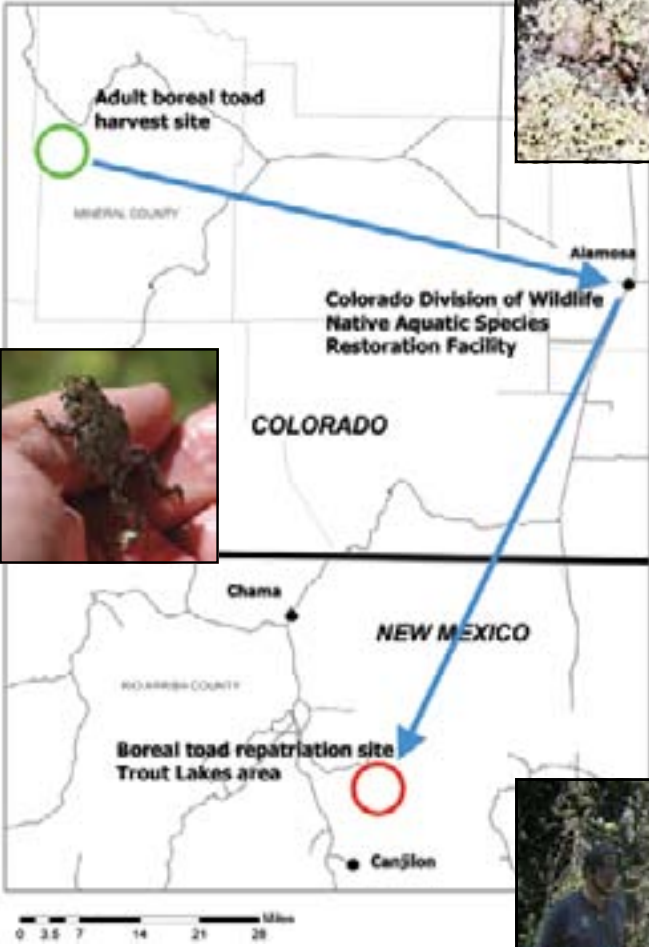 Adult boreal toad
harvest site
MINERAL COUNTY
Alamosa
Colorado Division of Wildlife
Native Aquatic Species
Restoration Facility
COLORADO
Chama
NEW MEXICO
RIO ARRIBA COUNTY
Boreal toad repatriation site
Trout Lakes area
Canjilon
Miles
0 3.5 7 14 21 28